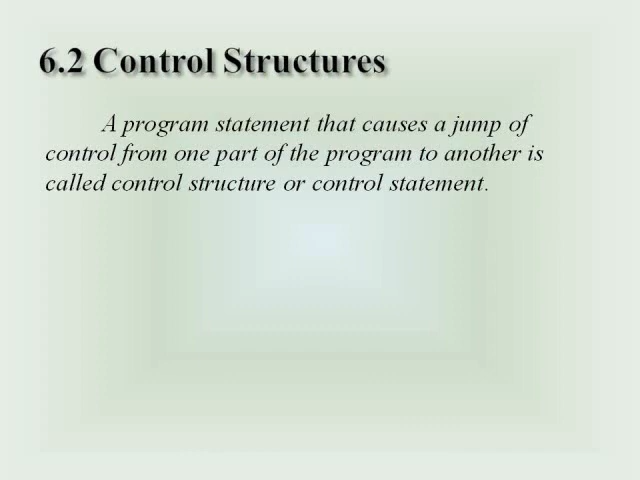 6.2 Control Structures
A program statement that causes a jump of
control from one part of the program to another is
called control structure or control statement.